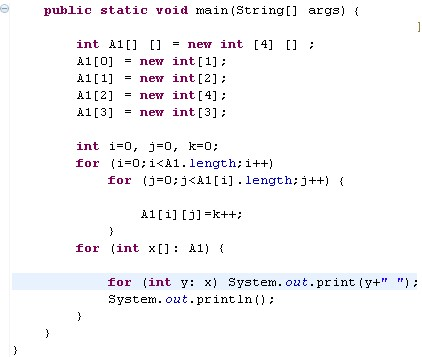 public static void main(String[] args) {
int A1[] [] = new int [4] [] ;
A1[0] = new int[1];
A1[1] = new int[2];
A1[2] = new int[4];
A1[3] = new int[3];
int i=0, j=0, k=0;
for (i=0;i<A1.length;i++)
for (j=0;j<A1[i].length;j++) {
A1[i][j]=k++;
}
for (int x[]: A1) {
for (int y: x) System.out.print(y+" ");
System.out.println();
}
}
}